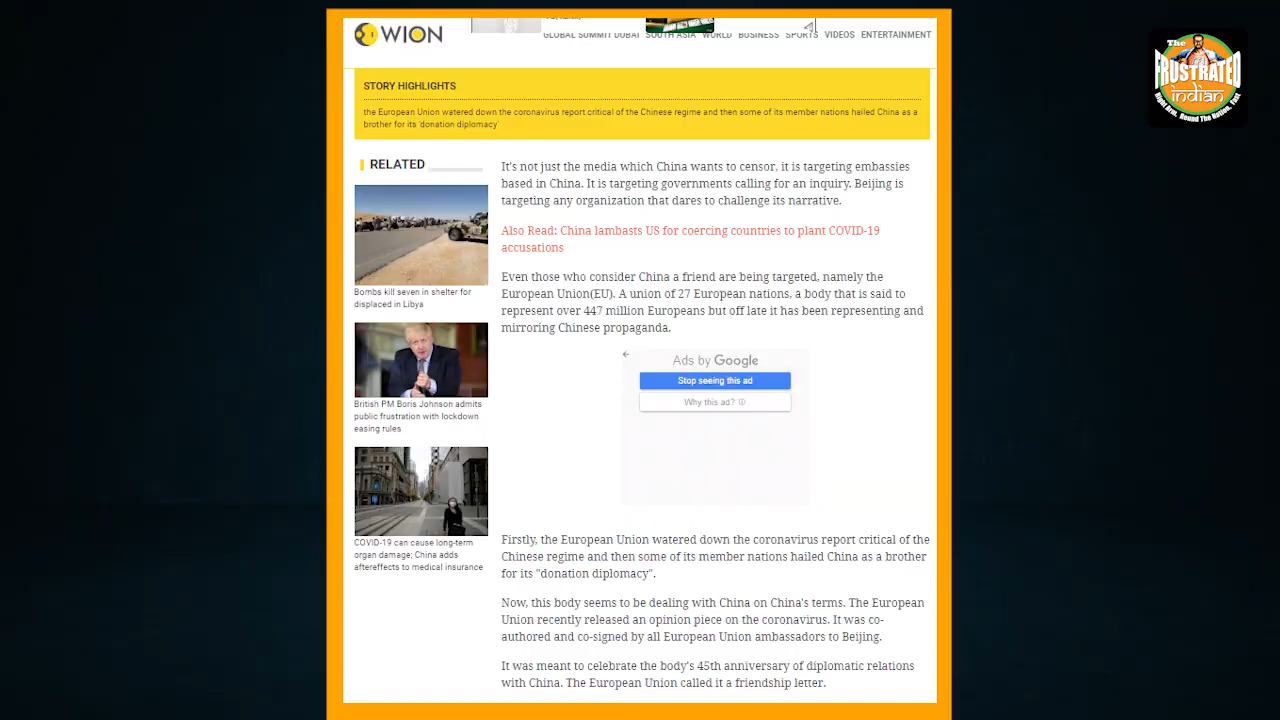 WION
GLOBAL SUMMIT DUBAI SOUTH ASIA WORLD BUSINESS SPORTS VIDEOS ENTERTAINMENT
The
FRUSTRATED
indian
STORY HIGHLIGHTS
the European Union watered down the coronavirus report critical of the Chinese regime and then some of its member nations hailed China as a
brother for its 'donation diplomacy'
RELATED
Bombs kill seven in shelter for
displaced in Libya
British PM Boris Johnson admits
public frustration with lockdown
easing rules
COVID-19 can cause long-term
organ damage; China adds
aftereffects to medical insurance
It's not just the media which China wants to censor, it is targeting embassies
based in China. It is targeting governments calling for an inquiry. Beijing is
targeting any organization that dares to challenge its narrative.
Also Read: China lambasts US for coercing countries to plant COVID-19
accusations
Even those who consider China a friend are being targeted, namely the
European Union(EU). A union of 27 European nations, a body that is said to
represent over 447 million Europeans but off late it has been representing and
mirroring Chinese propaganda.
Ads by Google
Stop seeing this ad
Why this ad?
Firstly, the European Union watered down the coronavirus report critical of the
Chinese regime and then some of its member nations hailed China as a brother
for its "donation diplomacy".
Now, this body seems to be dealing with China on China's terms. The European
Union recently released an opinion piece on the coronavirus. It was co-
authored and co-signed by all European Union ambassadors to Beijing.
It was meant to celebrate the body's 45th anniversary of diplomatic relations
with China. The European Union called it a friendship letter.